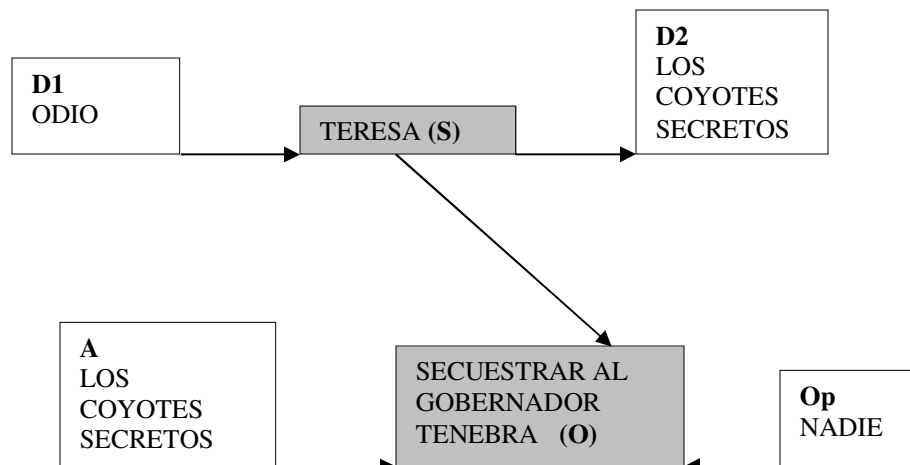 D1
ODIO
TERESA (S)
D2
LOS
COYOTES
SECRETOS
A
LOS
COYOTES
SECRETOS
SECUESTRAR AL
GOBERNADOR
TENEBRA (O)
Op
NADIE